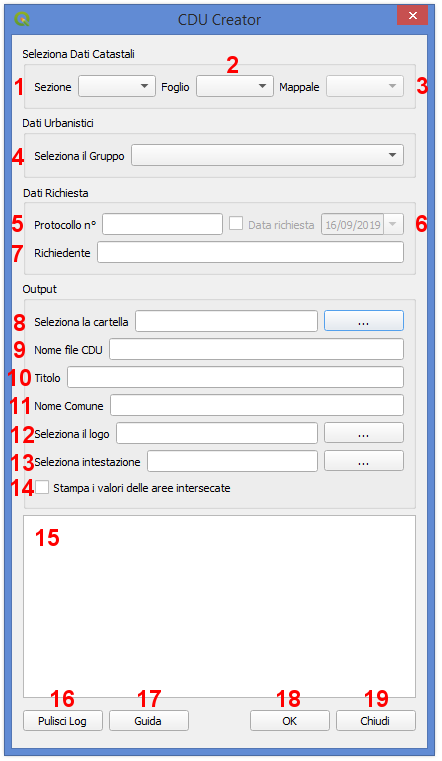 CDU Creator
Seleziona Dati Catastali
2
1 Sezione Foglio Mappale 3
Dati Urbanistici
4 Seleziona il Gruppo
Dati Richiesta
5 Protocollo n° Data richiesta 16/09/2019 6
7 Richiedente
Output
8 Seleziona la cartella ...
9 Nome file CDU
10 Titolo
11 Nome Comune
12 Seleziona il logo ...
13 Seleziona intestazione ...
14 Stampa i valori delle aree intersecate
15
16 17 18 19
Pulisci Log Guida OK Chiudi